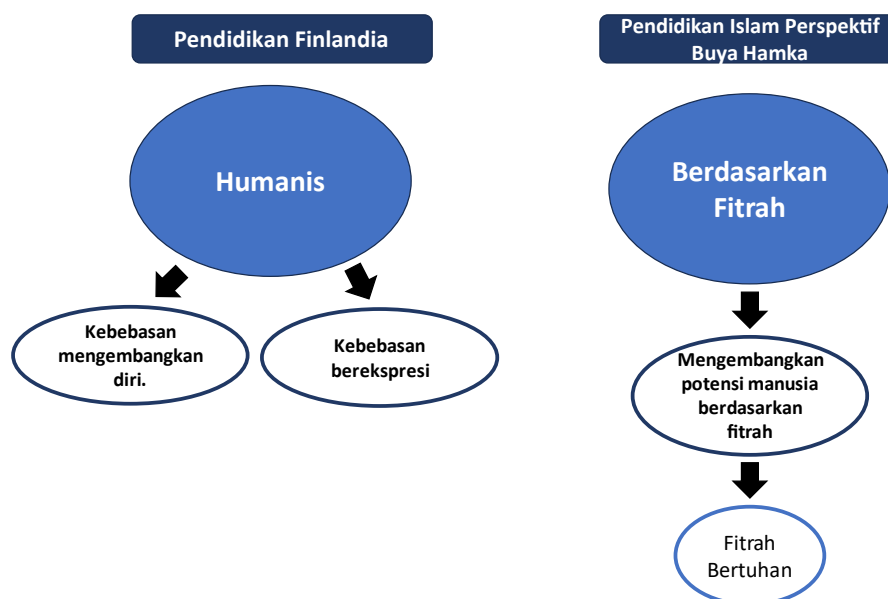 Pendidikan Finlandia
Humanis
Kebebasan
mengembangkan
diri.
Kebebasan
berekspresi
Pendidikan Islam Perspektif
Buya Hamka
Berdasarkan
Fitrah
Mengembangkan
potensi manusia
berdasarkan
fitrah
Fitrah
Bertuhan